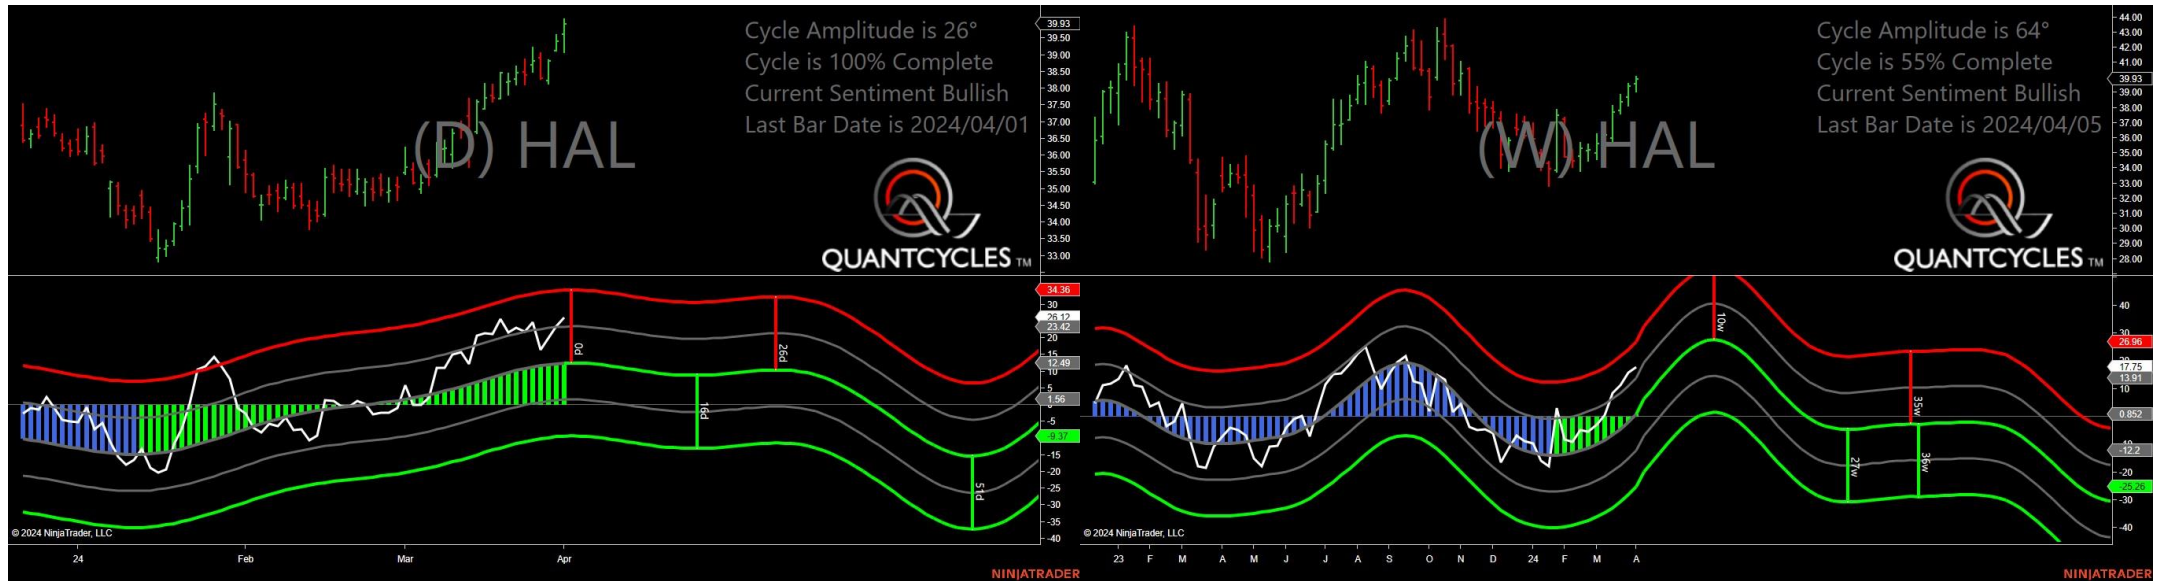 Cycle Amplitude is 26°
Cycle is 100% Complete
Current Sentiment Bullish
Last Bar Date is 2024/04/01
(D) HAL
QUANTCYCLES TM
39.93
39.50
39.00
38.50
38.00
37.50
37.00
36.50
36.00
35.50
35.00
34.50
34.00
33.50
33.00
34.36
30
26.12
23.42
20
15
12.49
10
5
1.56
-5
-9.37
-15
-20
-25
-30
-35
-40
0d
16d
26d
51d
© 2024 NinjaTrader, LLC
24
Feb
Mar
Apr
NINJATRADER
Cycle Amplitude is 64°
Cycle is 55% Complete
Current Sentiment Bullish
Last Bar Date is 2024/04/05
(W) HAL
QUANTCYCLES TM
44.00
43.00
42.00
41.00
39.93
39.00
38.00
37.00
36.00
35.00
34.00
33.00
32.00
31.00
30.00
29.00
28.00
40
30
26.96
17.75
13.91
10
0.852
-12.2
-20
-25.26
-30
-40
10w
27w
35w
36w
© 2024 NinjaTrader, LLC
23
F
M
A
M
J
J
A
S
O
N
D
24
F
M
A
NINJATRADER